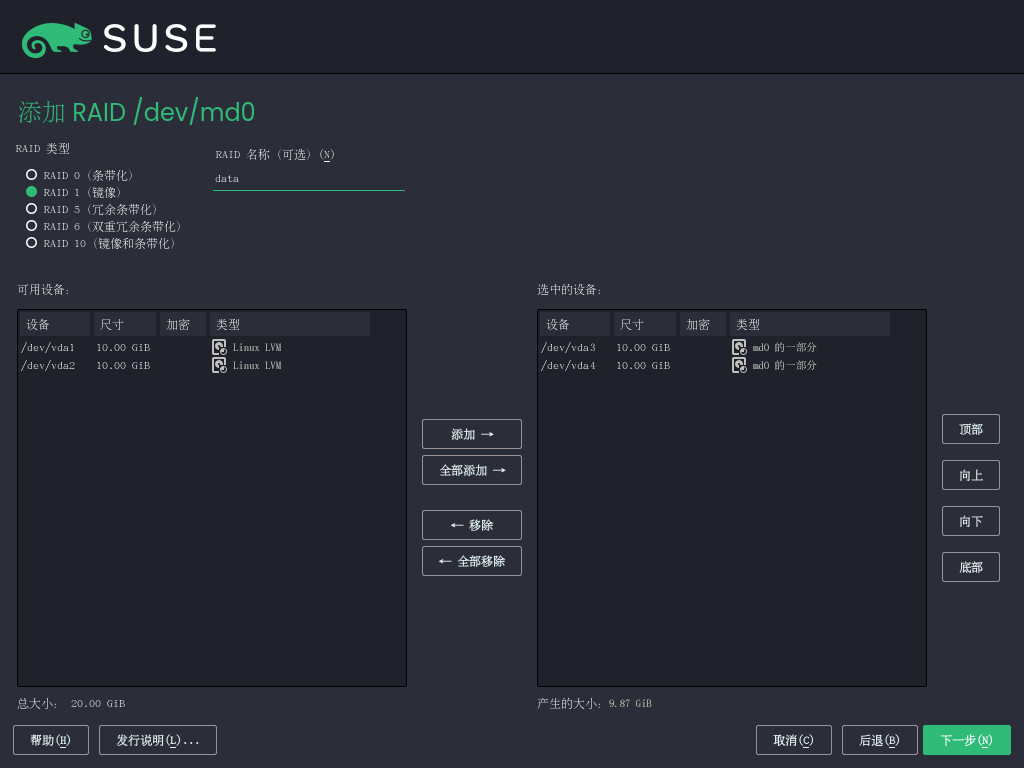 SUSE
添加 RAID /dev/md0
RAID 类型
RAID 名称（可选）(N)
RAID 0（条带化）
data
RAID 1（镜像）
RAID 5（冗余条带化）
RAID 6（双重冗余条带化）
RAID 10（镜像和条带化）
可用设备：
选中的设备：
设备 尺寸 加密 类型
/dev/vda1 10.00 GiB Linux LVM
/dev/vda2 10.00 GiB Linux LVM
设备 尺寸 加密 类型
/dev/vda3 10.00 GiB md0 的一部分
/dev/vda4 10.00 GiB md0 的一部分
添加 →
全部添加 →
← 移除
← 全部移除
顶部
向上
向下
底部
总大小： 20.00 GiB
产生的大小：9.87 GiB
帮助(H) 发行说明(L)... 取消(C) 后退(B) 下一步(N)